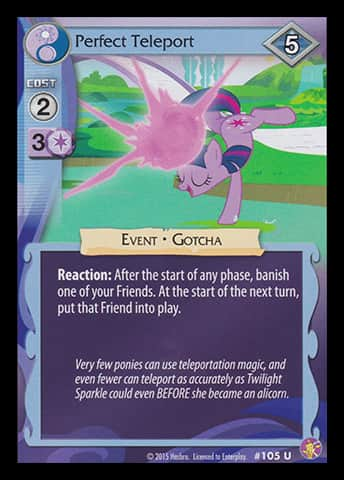 Perfect Teleport
5
COST
2
3
EVENT • GOTCHA
Reaction: After the start of any phase, banish
one of your Friends. At the start of the next turn,
put that Friend into play.
Very few ponies can use teleportation magic, and
even fewer can teleport as accurately as Twilight
Sparkle could even BEFORE she became an alicorn.
© 2015 Hasbro. Licensed to Enterplay. #105 U